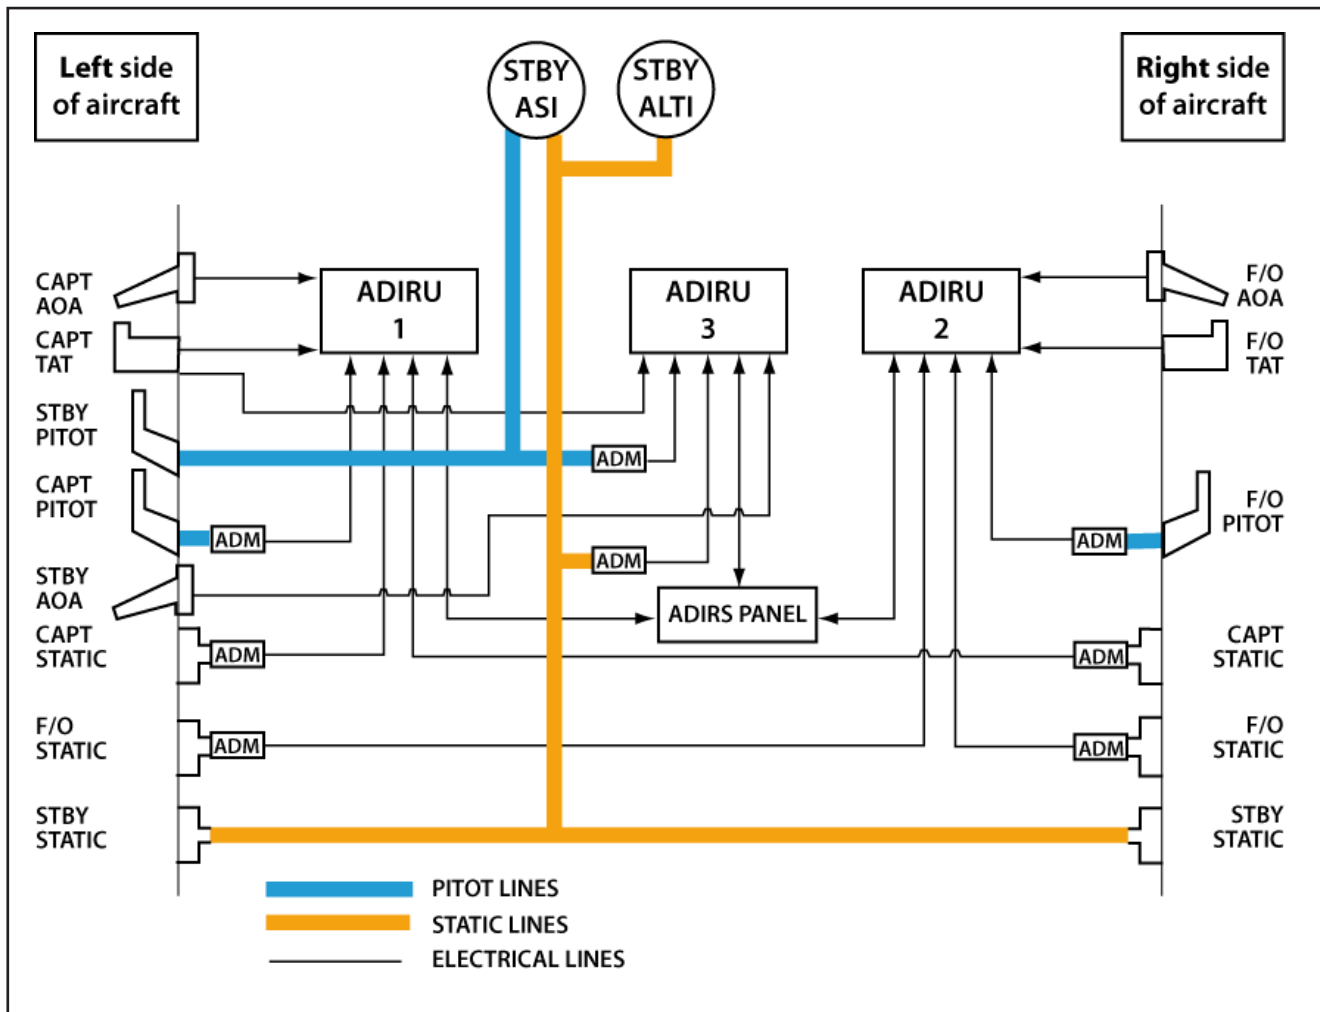 Left side
of aircraft
STBY
ASI
STBY
ALTI
Right side
of aircraft
CAPT
AOA
CAPT
TAT
STBY
PITOT
CAPT
PITOT
STBY
AOA
CAPT
STATIC
F/O
STATIC
STBY
STATIC
ADIRU
1
ADIRU
3
ADIRU
2
ADM
ADM
ADM
ADM
ADM
ADM
ADM
ADM
ADIRS PANEL
F/O
AOA
F/O
TAT
F/O
PITOT
CAPT
STATIC
F/O
STATIC
STBY
STATIC
PITOT LINES
STATIC LINES
ELECTRICAL LINES